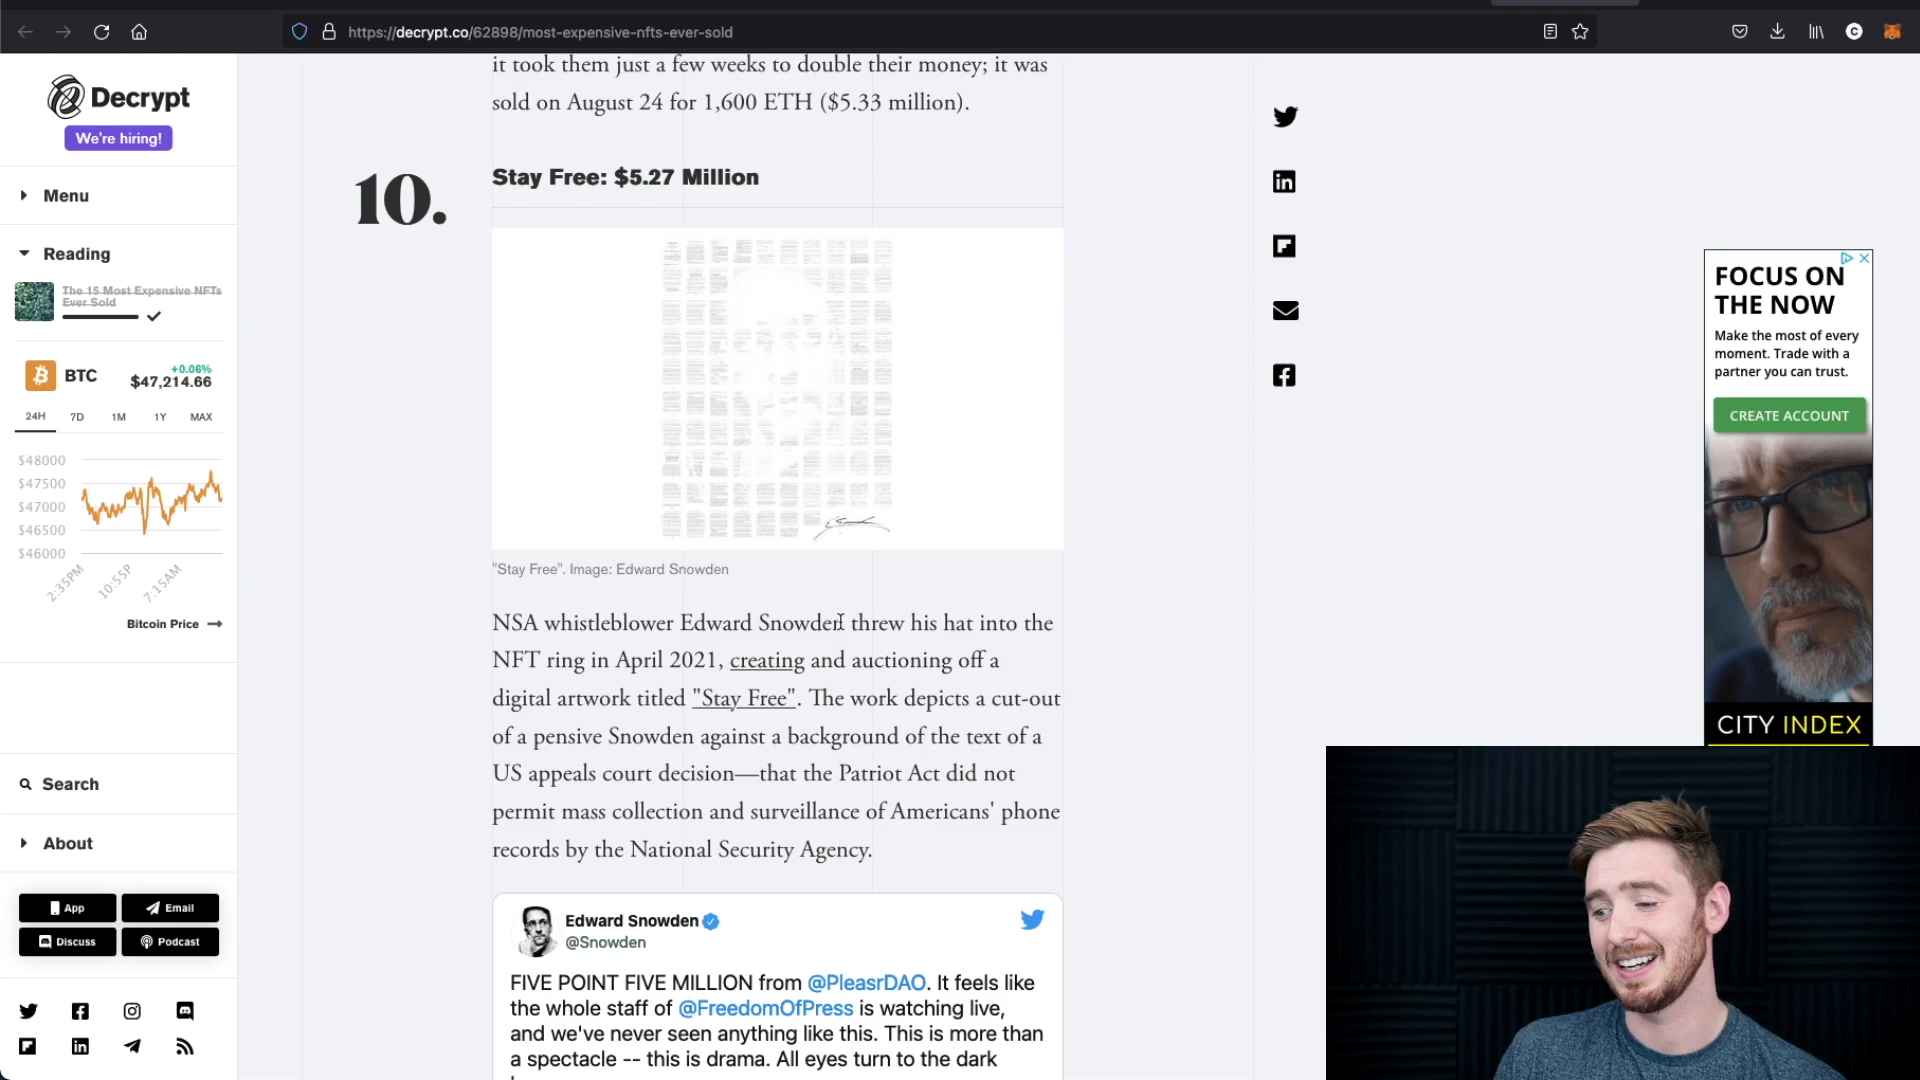 https://decrypt.co/62898/most-expensive-nfts-ever-sold
Decrypt
We're hiring!
Menu
Reading
The 15 Most Expensive NFTs
Ever Sold
BTC
+0.06%
$47,214.66
24H 7D 1M 1Y MAX
$48000
$47500
$47000
$46500
$46000
2:35PM 10:55P 7:15AM
Bitcoin Price
Search
About
App
Email
Discuss
Podcast
it took them just a few weeks to double their money; it was
sold on August 24 for 1,600 ETH ($5.33 million).
10.
Stay Free: $5.27 Million
"Stay Free". Image: Edward Snowden
NSA whistleblower Edward Snowden threw his hat into the
NFT ring in April 2021, creating and auctioning off a
digital artwork titled "Stay Free". The work depicts a cut-out
of a pensive Snowden against a background of the text of a
US appeals court decision—that the Patriot Act did not
permit mass collection and surveillance of Americans' phone
records by the National Security Agency.
Edward Snowden
@Snowden
FIVE POINT FIVE MILLION from @PleasrDAO. It feels like
the whole staff of @FreedomOfPress is watching live,
and we've never seen anything like this. This is more than
a spectacle -- this is drama. All eyes turn to the dark
FOCUS ON
THE NOW
Make the most of every
moment. Trade with a
partner you can trust.
CREATE ACCOUNT
CITY INDEX